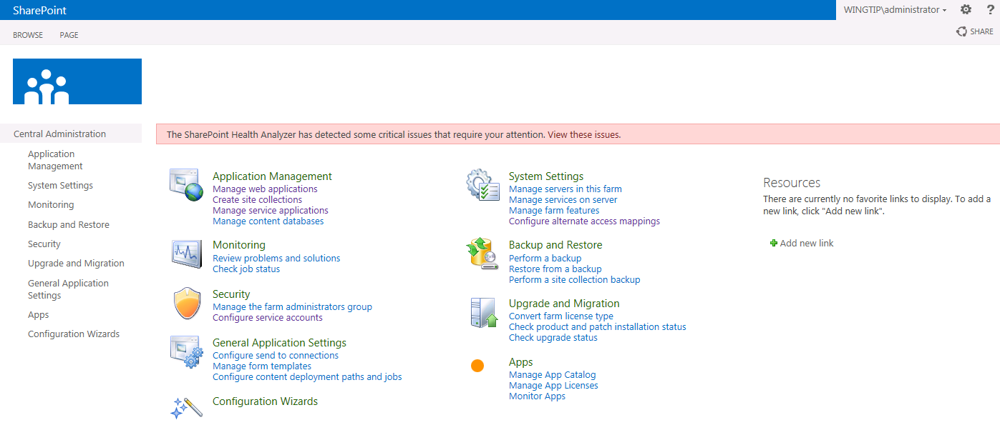 SharePoint
WINGTIP\administrator
?
BROWSE
PAGE
SHARE
Central Administration
Application
Management
System Settings
Monitoring
Backup and Restore
Security
Upgrade and Migration
General Application
Settings
Apps
Configuration Wizards
The SharePoint Health Analyzer has detected some critical issues that require your attention. View these issues.
Application Management
Manage web applications
Create site collections
Manage service applications
Manage content databases
Monitoring
Review problems and solutions
Check job status
Security
Manage the farm administrators group
Configure service accounts
General Application Settings
Configure send to connections
Manage form templates
Configure content deployment paths and jobs
Configuration Wizards
System Settings
Manage servers in this farm
Manage services on server
Manage farm features
Configure alternate access mappings
Backup and Restore
Perform a backup
Restore from a backup
Perform a site collection backup
Upgrade and Migration
Convert farm license type
Check product and patch installation status
Check upgrade status
Apps
Manage App Catalog
Manage App Licenses
Monitor Apps
Resources
There are currently no favorite links to display. To add a
new link, click "Add new link".
Add new link